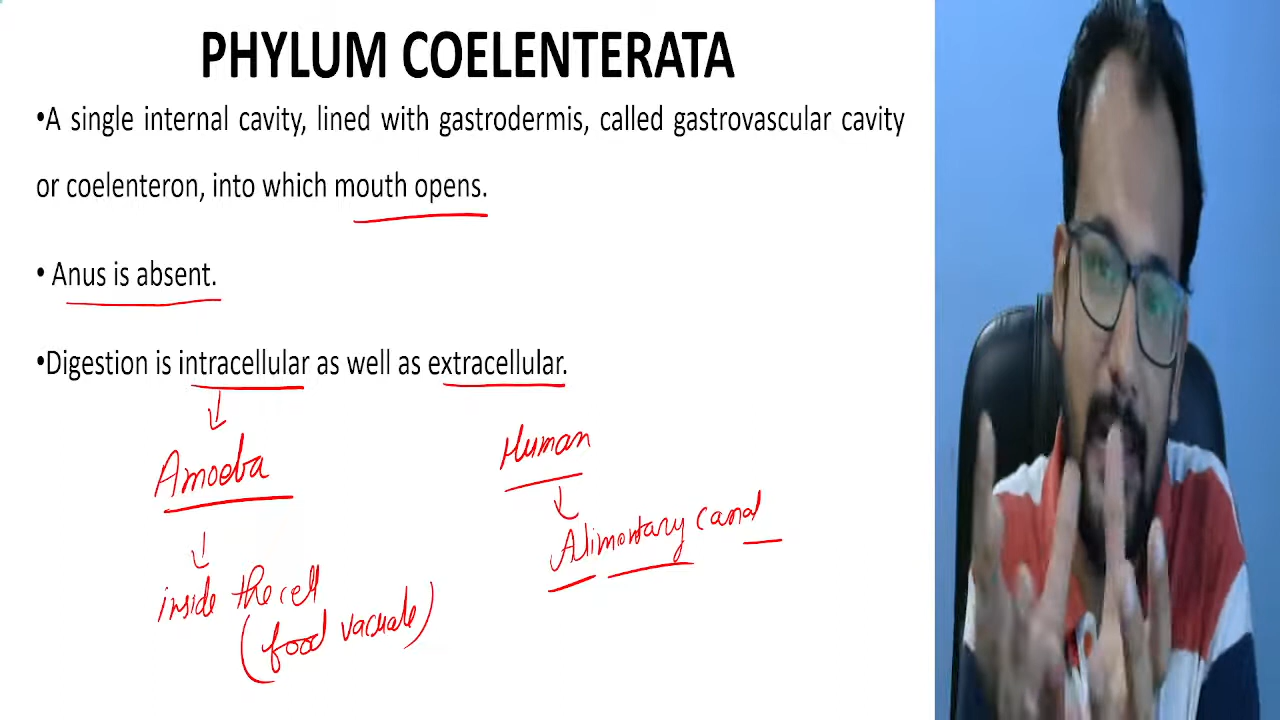 PHYLUM COELENTERATA
•A single internal cavity, lined with gastrodermis, called gastrovascular cavity
or coelenteron, into which mouth opens.
• Anus is absent.
•Digestion is intracellular as well as extracellular.
Amoeba
Human
Alimentary canal
inside the cell
(food vacuole)